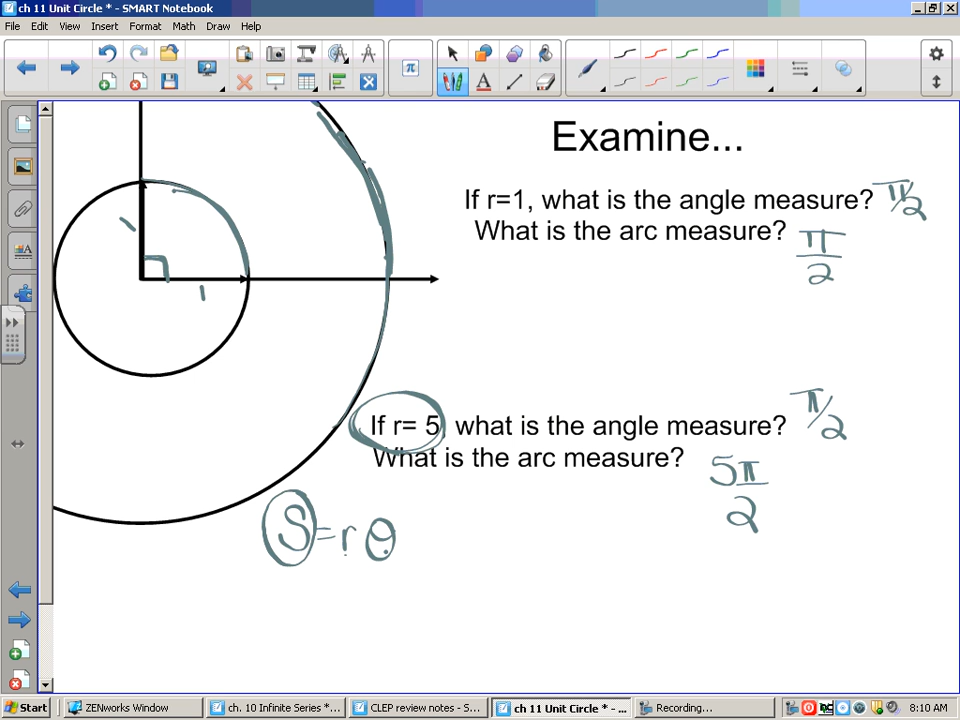 ch 11 Unit Circle * - SMART Notebook
File Edit View Insert Format Math Draw Help
π
A
Examine...
If r=1, what is the angle measure? π/2
What is the arc measure? π/2
1
1
If r= 5, what is the angle measure? π/2
What is the arc measure? 5π/2
S=rθ
Start ZENworks Window ch. 10 Infinite Series *... CLEP review notes - S... ch 11 Unit Circle * - ... Recording... 8:10 AM